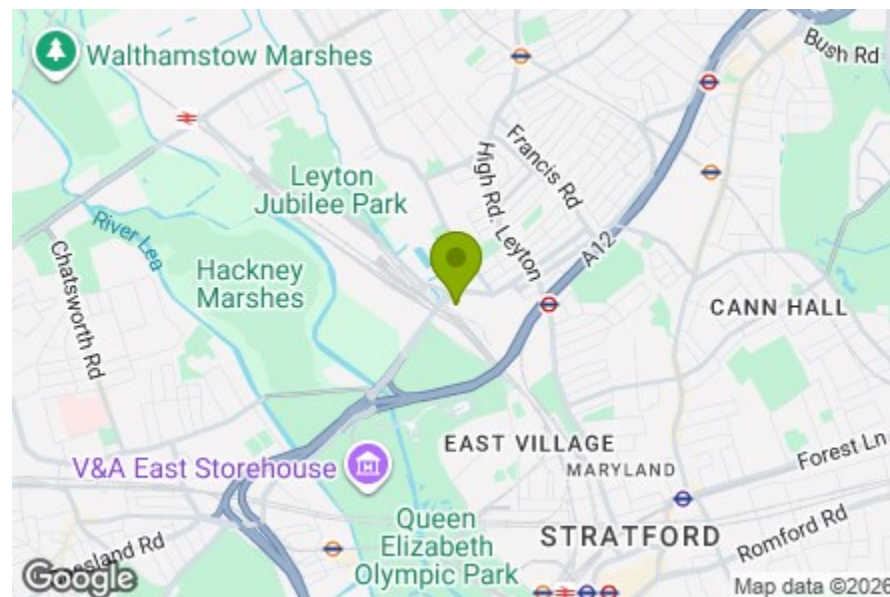 Walthamstow Marshes
Bush Rd
Leyton
Jubilee Park
High Rd. Leyton
Francis Rd
River Lea
Chatsworth Rd
Hackney
Marshes
A12
CANN HALL
EAST VILLAGE
MARYLAND
Forest Ln
V&A East Storehouse
Queen
Elizabeth
Olympic Park
STRATFORD
Romford Rd
Google
Map data ©2026